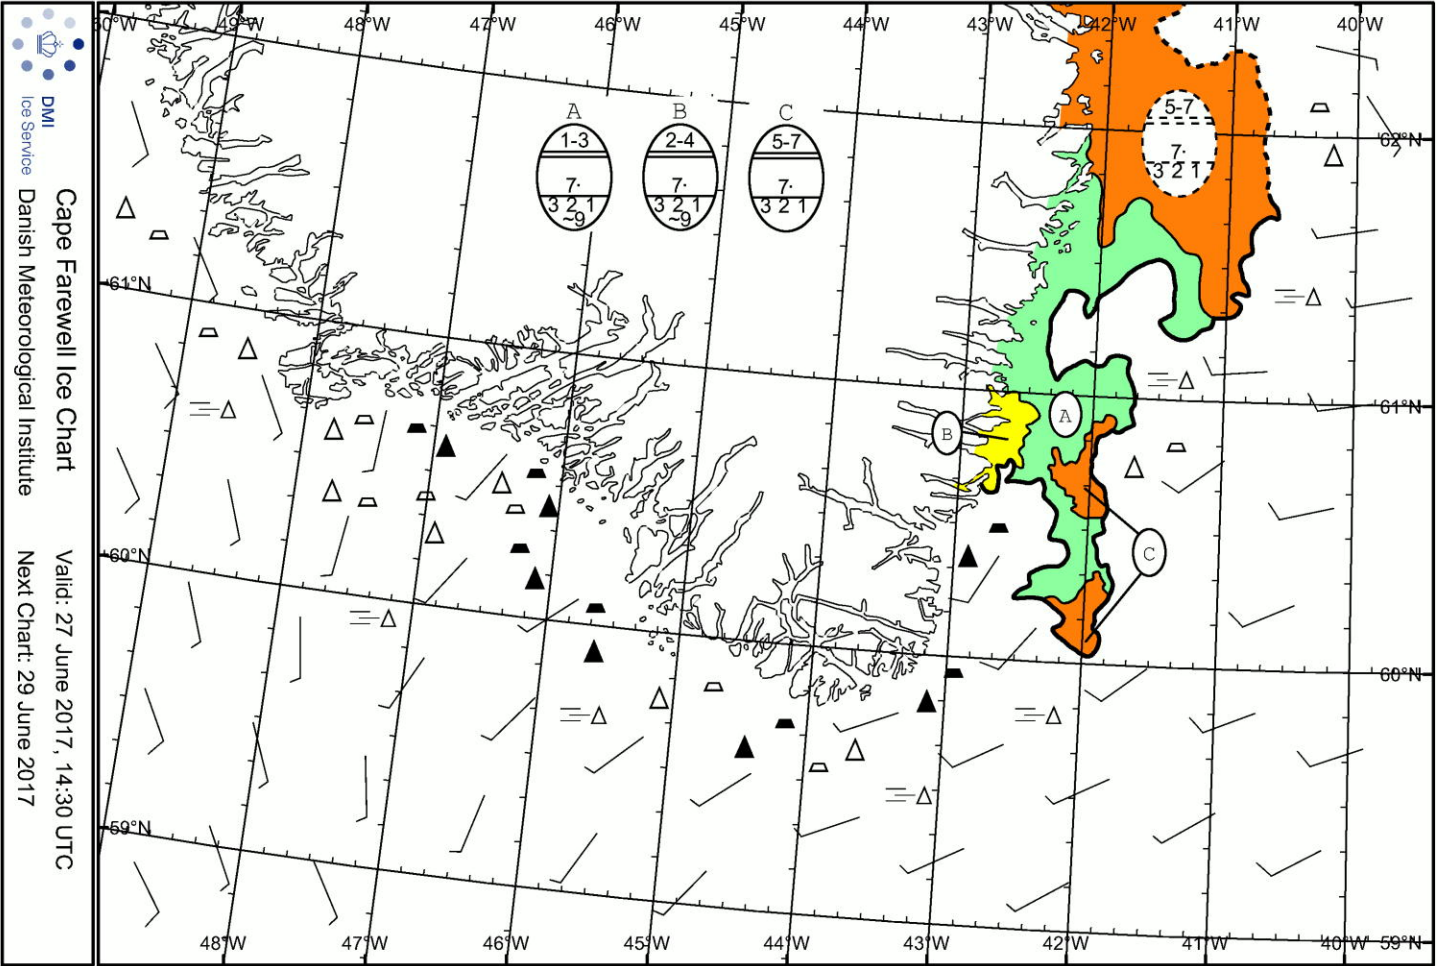 DMI
Ice Service
Cape Farewell Ice Chart
Danish Meteorological Institute
Valid: 27 June 2017, 14:30 UTC
Next Chart: 29 June 2017
50°W 49°W 48°W 47°W 46°W 45°W 44°W 43°W 42°W 41°W 40°W
A B C
1-3 2-4 5-7
7· 7· 7·
3 2 1 3 2 1 3 2 1
~9 ~9
5-7
7·
3 2 1
62°N
61°N 61°N
A
B
C
60°N 60°N
59°N 59°N
48°W 47°W 46°W 45°W 44°W 43°W 42°W 41°W 40°W